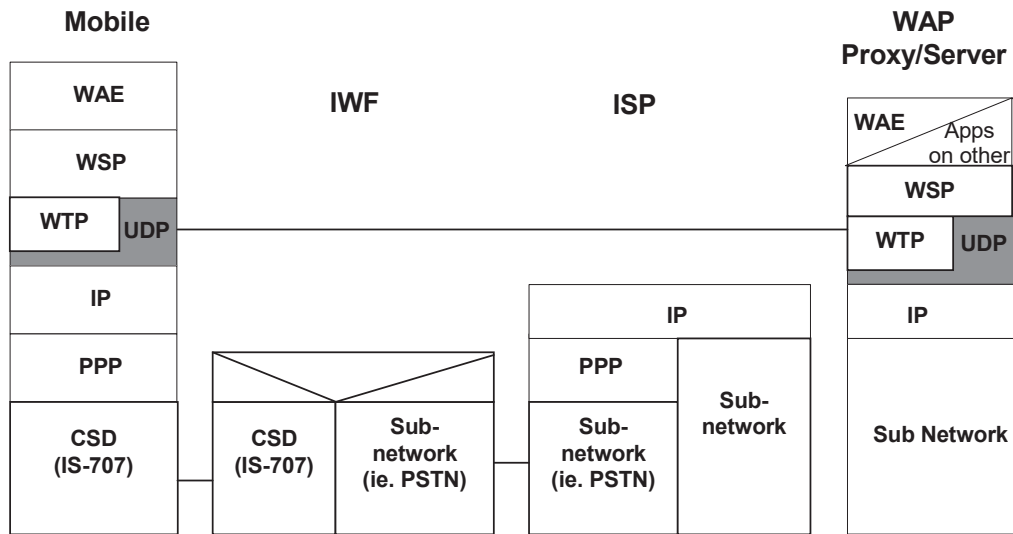 Mobile
WAE
WSP
WTP
UDP
IP
PPP
CSD
(IS-707)
IWF
CSD
(IS-707)
Sub-
network
(ie. PSTN)
ISP
IP
PPP
Sub-
network
(ie. PSTN)
Sub-
network
WAP
Proxy/Server
WAE
Apps
on other
WSP
WTP
UDP
IP
Sub Network